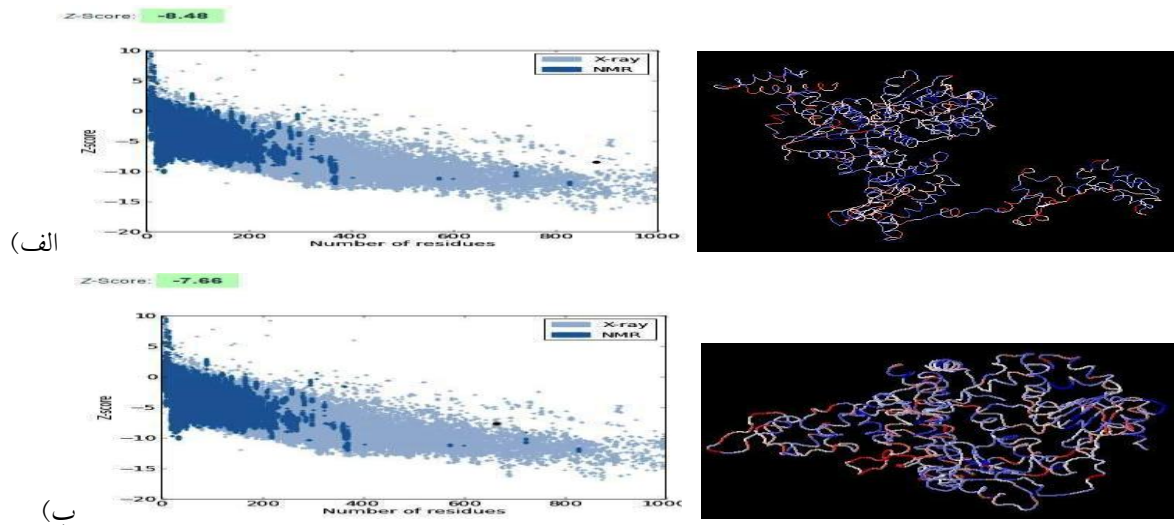 Z-Score: -8.48
10
5
0
−5
−10
−15
−20
Z-score
X-ray
NMR
0 200 400 600 800 1000
Number of residues
الف)
Z-Score: -7.66
10
5
0
−5
−10
−15
−20
Z-score
X-ray
NMR
0 200 400 600 800 1000
Number of residues
ب)